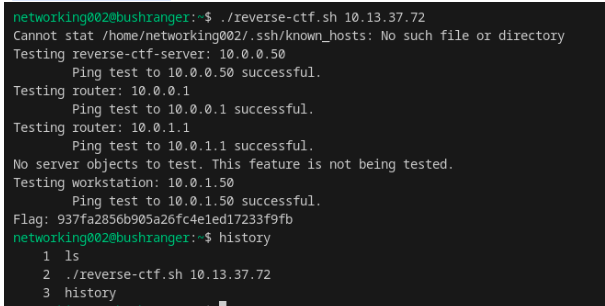 networking002@bushranger:~$ ./reverse-ctf.sh 10.13.37.72
Cannot stat /home/networking002/.ssh/known_hosts: No such file or directory
Testing reverse-ctf-server: 10.0.0.50
        Ping test to 10.0.0.50 successful.
Testing router: 10.0.0.1
        Ping test to 10.0.0.1 successful.
Testing router: 10.0.1.1
        Ping test to 10.0.1.1 successful.
No server objects to test. This feature is not being tested.
Testing workstation: 10.0.1.50
        Ping test to 10.0.1.50 successful.
Flag: 937fa2856b905a26fc4e1ed17233f9fb
networking002@bushranger:~$ history
    1  ls
    2  ./reverse-ctf.sh 10.13.37.72
    3  history